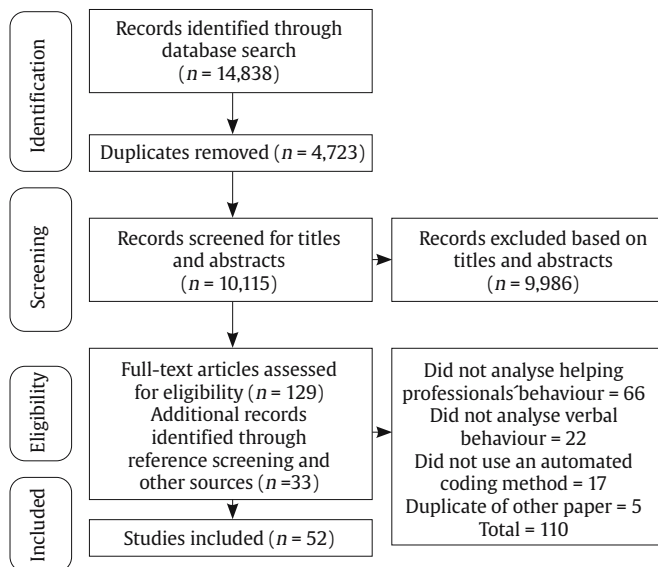 Identification
Records identified through
database search
(n = 14,838)
Duplicates removed (n = 4,723)
Screening
Records screened for titles
and abstracts
(n = 10,115)
Records excluded based on
titles and abstracts
(n = 9,986)
Eligibility
Full-text articles assessed
for eligibility (n = 129)
Additional records
identified through
reference screening and
other sources (n =33)
Did not analyse helping
professionals´behaviour = 66
Did not analyse verbal
behaviour = 22
Did not use an automated
coding method = 17
Duplicate of other paper = 5
Total = 110
Included
Studies included (n = 52)